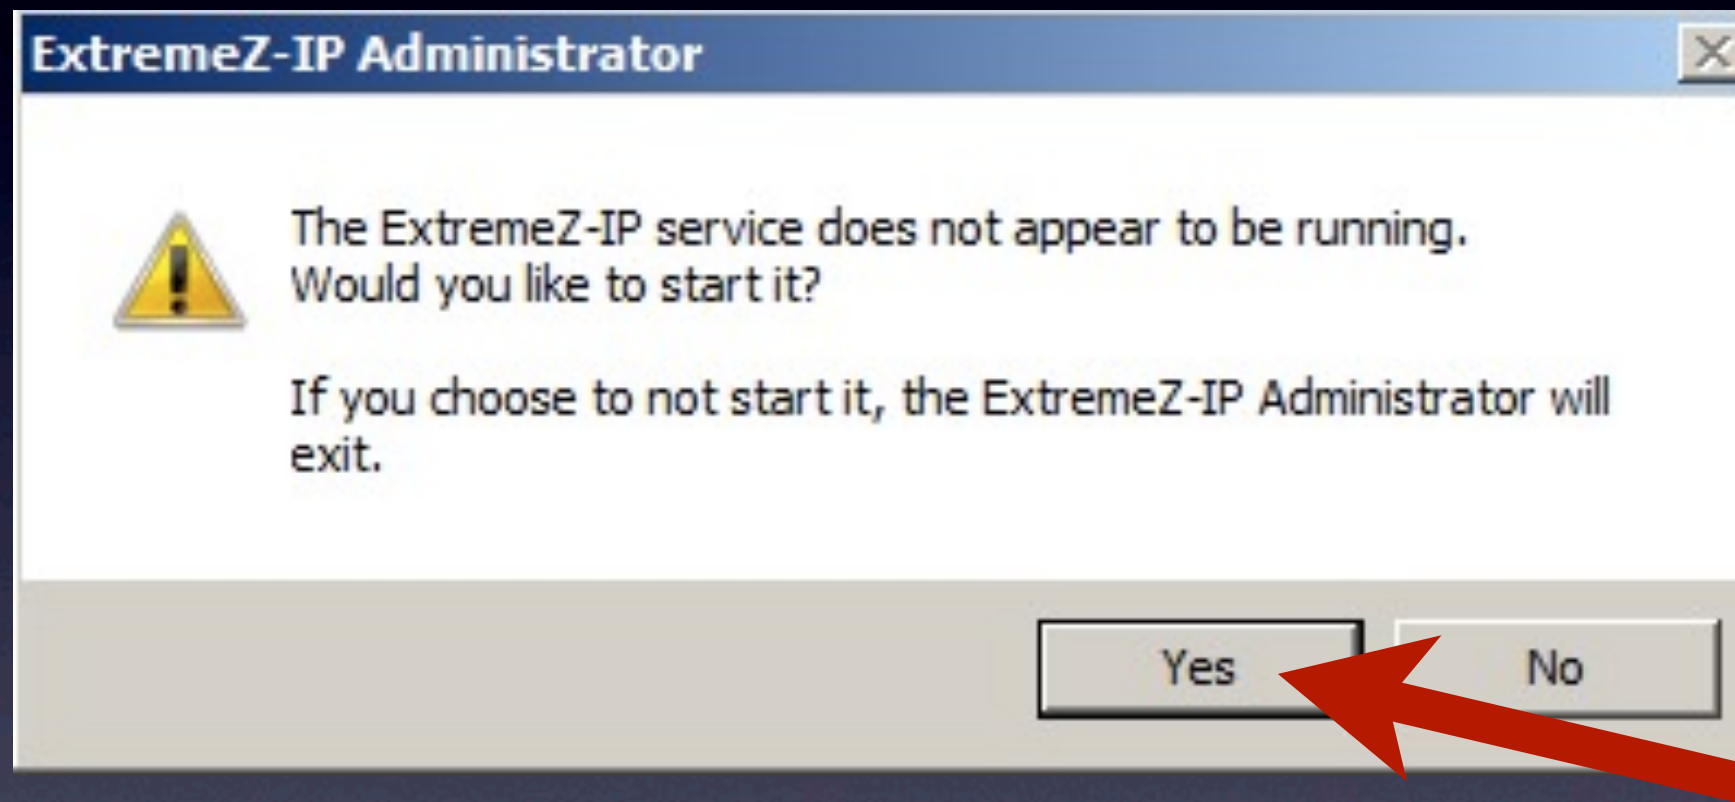 ExtremeZ-IP Administrator
The ExtremeZ-IP service does not appear to be running.
Would you like to start it?
If you choose to not start it, the ExtremeZ-IP Administrator will
exit.
Yes
No